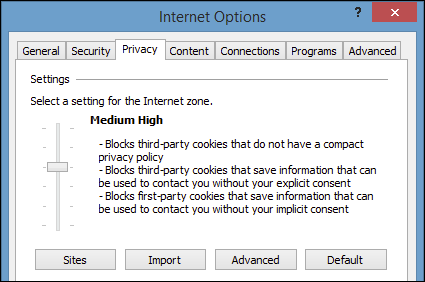 Internet Options ? ×
General Security Privacy Content Connections Programs Advanced
Settings
Select a setting for the Internet zone.
Medium High
- Blocks third-party cookies that do not have a compact
privacy policy
- Blocks third-party cookies that save information that can
be used to contact you without your explicit consent
- Blocks first-party cookies that save information that can
be used to contact you without your implicit consent
Sites Import Advanced Default